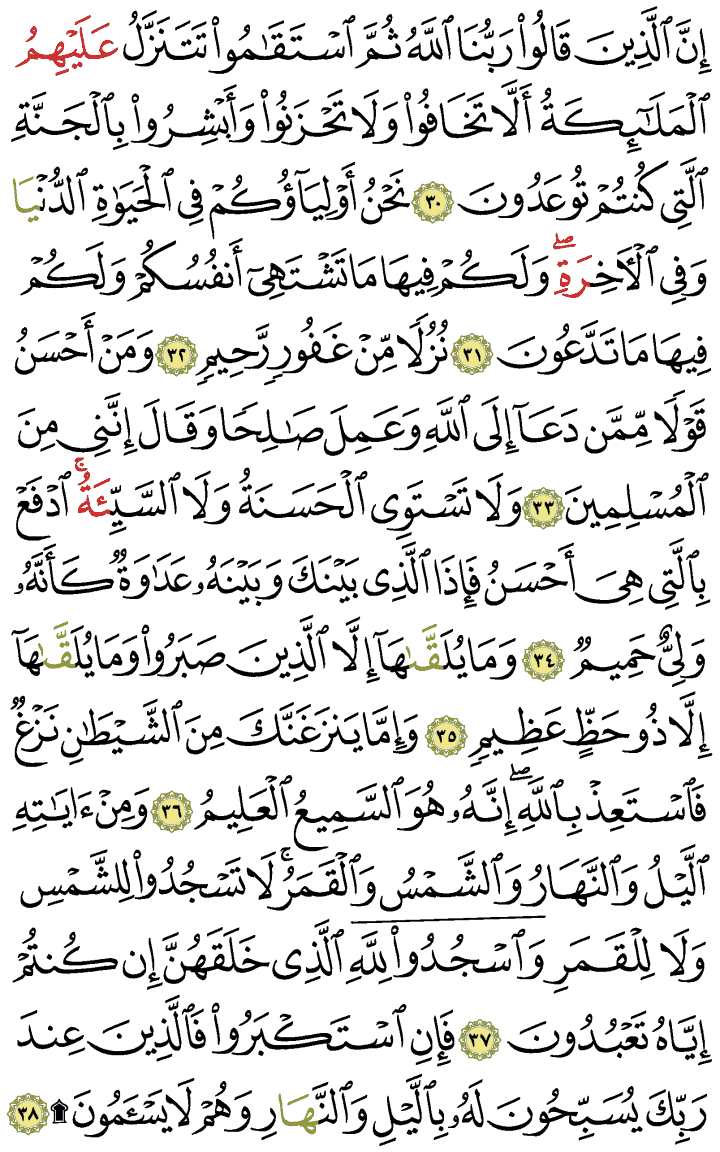 إِنَّ ٱلَّذِينَ قَالُوا۟ رَبُّنَا ٱللَّهُ ثُمَّ ٱسْتَقَـٰمُوا۟ تَتَنَزَّلُ عَلَيْهِمُ
ٱلْمَلَـٰٓئِكَةُ أَلَّا تَخَافُوا۟ وَلَا تَحْزَنُوا۟ وَأَبْشِرُوا۟ بِٱلْجَنَّةِ
ٱلَّتِى كُنتُمْ تُوعَدُونَ ٣٠ نَحْنُ أَوْلِيَآؤُكُمْ فِى ٱلْحَيَوٰةِ ٱلدُّنْيَا
وَفِى ٱلْـَٔاخِرَةِ ۖ وَلَكُمْ فِيهَا مَا تَشْتَهِىٓ أَنفُسُكُمْ وَلَكُمْ
فِيهَا مَا تَدَّعُونَ ٣١ نُزُلًا مِّنْ غَفُورٍ رَّحِيمٍ ٣٢ وَمَنْ أَحْسَنُ
قَوْلًا مِّمَّن دَعَآ إِلَى ٱللَّهِ وَعَمِلَ صَـٰلِحًا وَقَالَ إِنَّنِى مِنَ
ٱلْمُسْلِمِينَ ٣٣ وَلَا تَسْتَوِى ٱلْحَسَنَةُ وَلَا ٱلسَّيِّئَةُ ۚ ٱدْفَعْ
بِٱلَّتِى هِىَ أَحْسَنُ فَإِذَا ٱلَّذِى بَيْنَكَ وَبَيْنَهُۥ عَدَٰوَةٌ كَأَنَّهُۥ
وَلِىٌّ حَمِيمٌ ٣٤ وَمَا يُلَقَّىٰهَآ إِلَّا ٱلَّذِينَ صَبَرُوا۟ وَمَا يُلَقَّىٰهَآ
إِلَّا ذُو حَظٍّ عَظِيمٍ ٣٥ وَإِمَّا يَنزَغَنَّكَ مِنَ ٱلشَّيْطَـٰنِ نَزْغٌ
فَٱسْتَعِذْ بِٱللَّهِ ۖ إِنَّهُۥ هُوَ ٱلسَّمِيعُ ٱلْعَلِيمُ ٣٦ وَمِنْ ءَايَـٰتِهِ
ٱلَّيْلُ وَٱلنَّهَارُ وَٱلشَّمْسُ وَٱلْقَمَرُ ۚ لَا تَسْجُدُوا۟ لِلشَّمْسِ
وَلَا لِلْقَمَرِ وَٱسْجُدُوا۟ لِلَّهِ ٱلَّذِى خَلَقَهُنَّ إِن كُنتُمْ
إِيَّاهُ تَعْبُدُونَ ٣٧ فَإِنِ ٱسْتَكْبَرُوا۟ فَٱلَّذِينَ عِندَ
رَبِّكَ يُسَبِّحُونَ لَهُۥ بِٱلَّيْلِ وَٱلنَّهَارِ وَهُمْ لَا يَسْـَٔمُونَ ۩ ٣٨